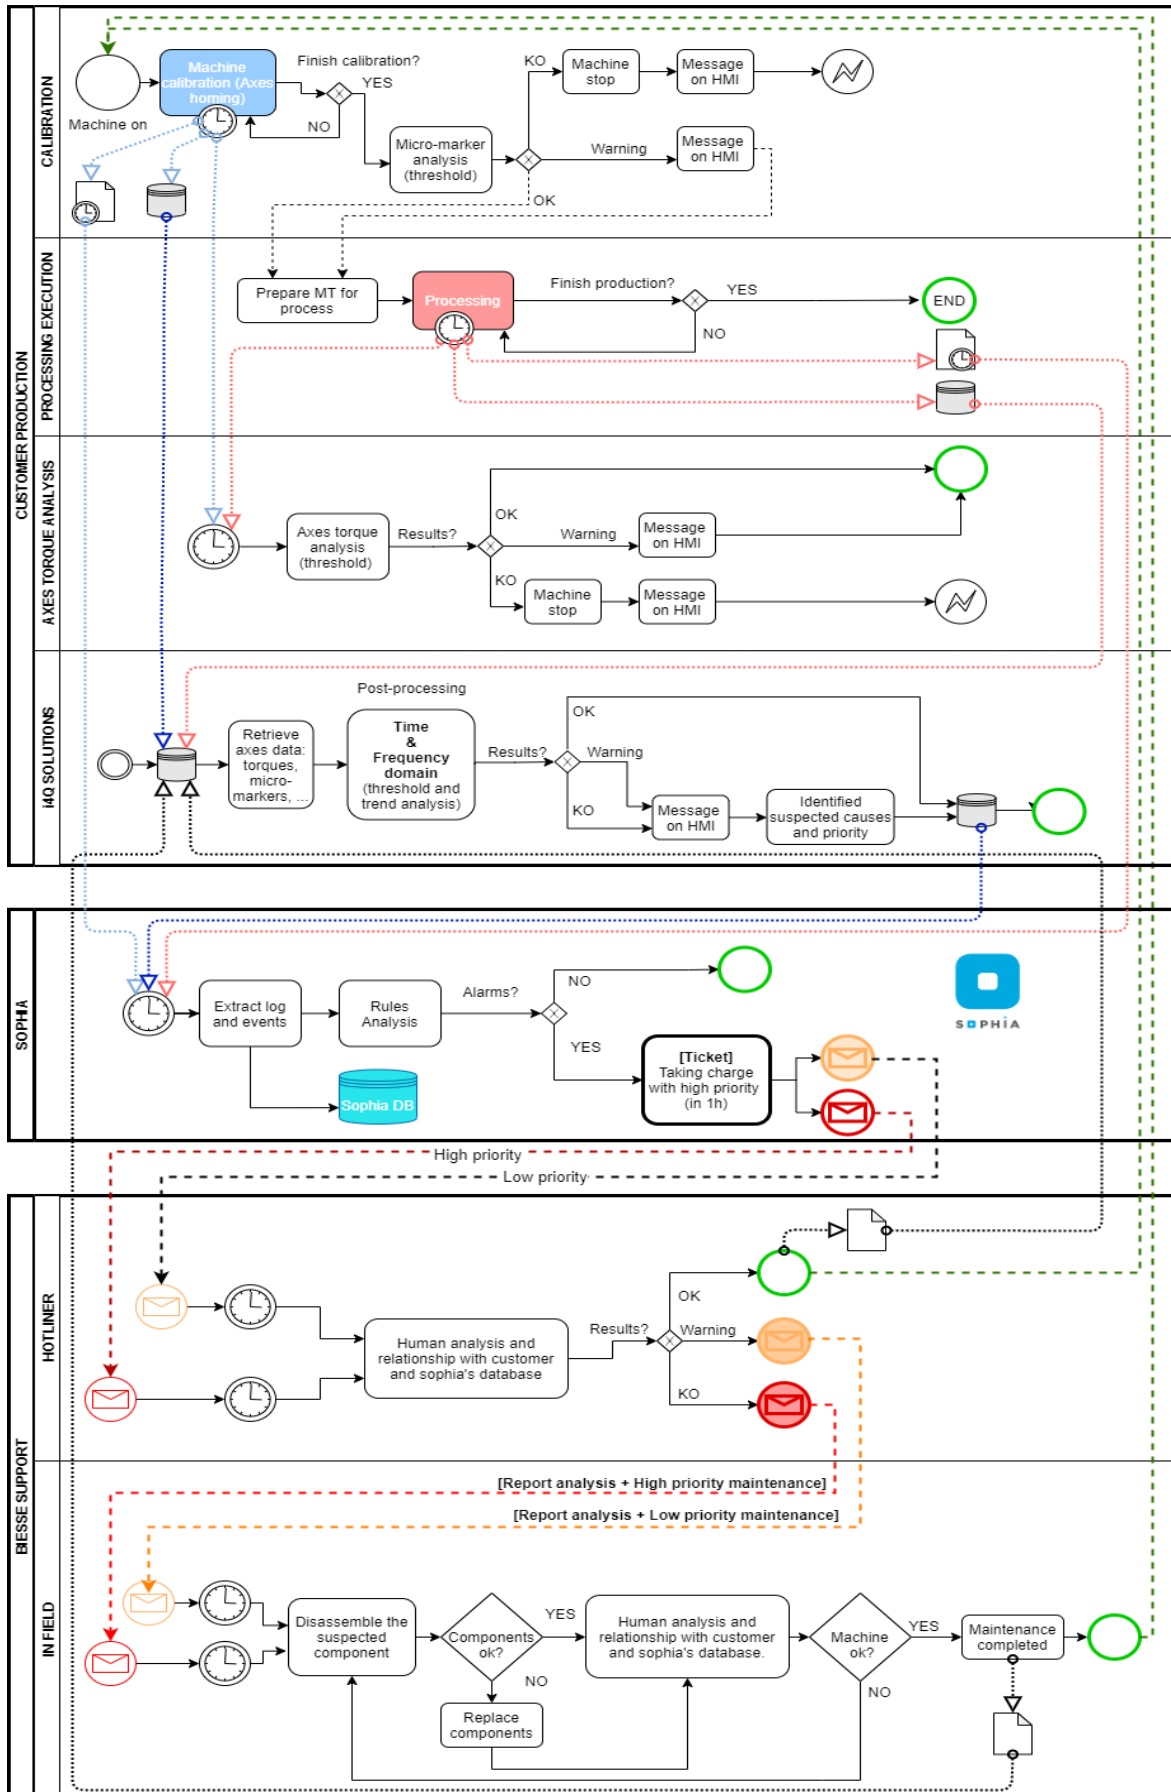 CUSTOMER PRODUCTION
CALIBRATION
Machine on
Machine
calibration (Axes
homing)
Finish calibration?
YES
NO
Micro-marker
analysis
(threshold)
KO
Machine
stop
Message
on HMI
Warning
Message
on HMI
OK
PROCESSING EXECUTION
Prepare MT for
process
Processing
Finish production?
YES
NO
END
AXES TORQUE ANALYSIS
Axes torque
analysis
(threshold)
Results?
OK
Warning
Message
on HMI
KO
Machine
stop
Message
on HMI
i4Q SOLUTIONS
Post-processing
Retrieve
axes data:
torques,
micro-
markers, ...
Time
&
Frequency
domain
(threshold and
trend analysis)
Results?
OK
Warning
KO
Message
on HMI
Identified
suspected causes
and priority
SOPHIA
Extract log
and events
Rules
Analysis
Alarms?
NO
YES
Sophia DB
[Ticket]
Taking charge
with high priority
(in 1h)
SOPHiA
High priority
Low priority
BIESSE SUPPORT
HOTLINER
Human analysis and
relationship with customer
and sophia's database
Results?
OK
Warning
KO
IN FIELD
[Report analysis + High priority maintenance]
[Report analysis + Low priority maintenance]
Disassemble the
suspected
component
Components
ok?
YES
NO
Replace
components
Human analysis and
relationship with customer
and sophia's database.
Machine
ok?
YES
NO
Maintenance
completed